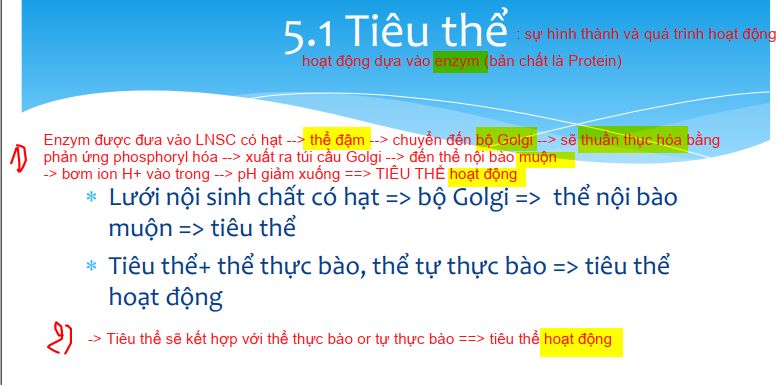 5.1 Tiêu thể : sự hình thành và quá trình hoạt động
hoạt động dựa vào enzym (bản chất là Protein)
1)
Enzym được đưa vào LNSC có hạt --> thể đậm --> chuyển đến bộ Golgi --> sẽ thuần thục hóa bằng
phản ứng phosphoryl hóa --> xuất ra túi cầu Golgi --> đến thể nội bào muộn
-> bơm ion H+ vào trong --> pH giảm xuống ==> TIÊU THỂ hoạt động
* Lưới nội sinh chất có hạt => bộ Golgi => thể nội bào
muộn => tiêu thể
* Tiêu thể+ thể thực bào, thể tự thực bào => tiêu thể
hoạt động
2)
-> Tiêu thể sẽ kết hợp với thể thực bào or tự thực bào ==> tiêu thể hoạt động